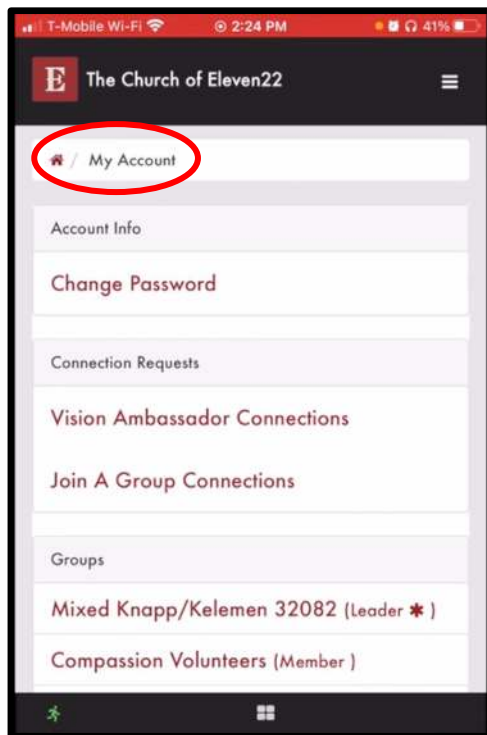 T-Mobile Wi-Fi 2:24 PM 41%
E The Church of Eleven22
/ My Account
Account Info
Change Password
Connection Requests
Vision Ambassador Connections
Join A Group Connections
Groups
Mixed Knapp/Kelemen 32082 (Leader ✱ )
Compassion Volunteers (Member )